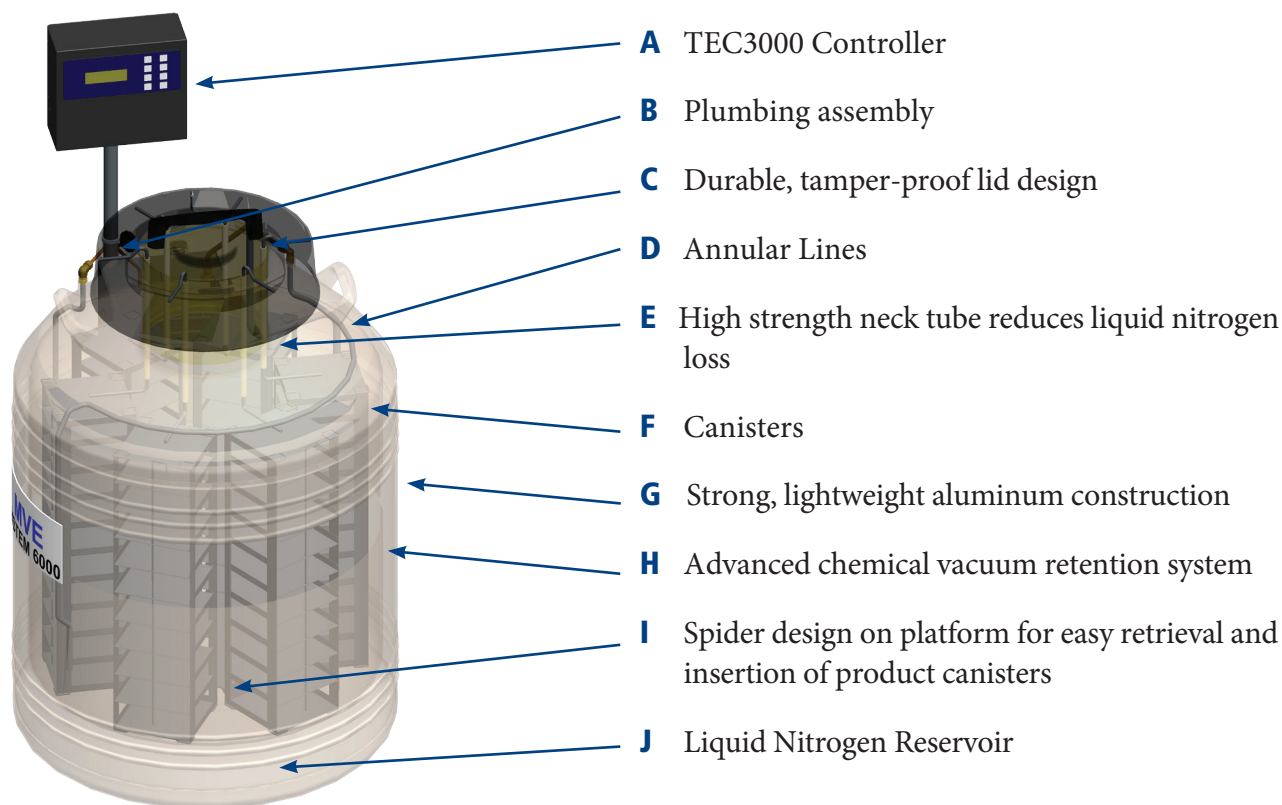 A TEC3000 Controller
B Plumbing assembly
C Durable, tamper-proof lid design
D Annular Lines
E High strength neck tube reduces liquid nitrogen
loss
F Canisters
G Strong, lightweight aluminum construction
MVE
STEM 6000
H Advanced chemical vacuum retention system
I Spider design on platform for easy retrieval and
insertion of product canisters
J Liquid Nitrogen Reservoir